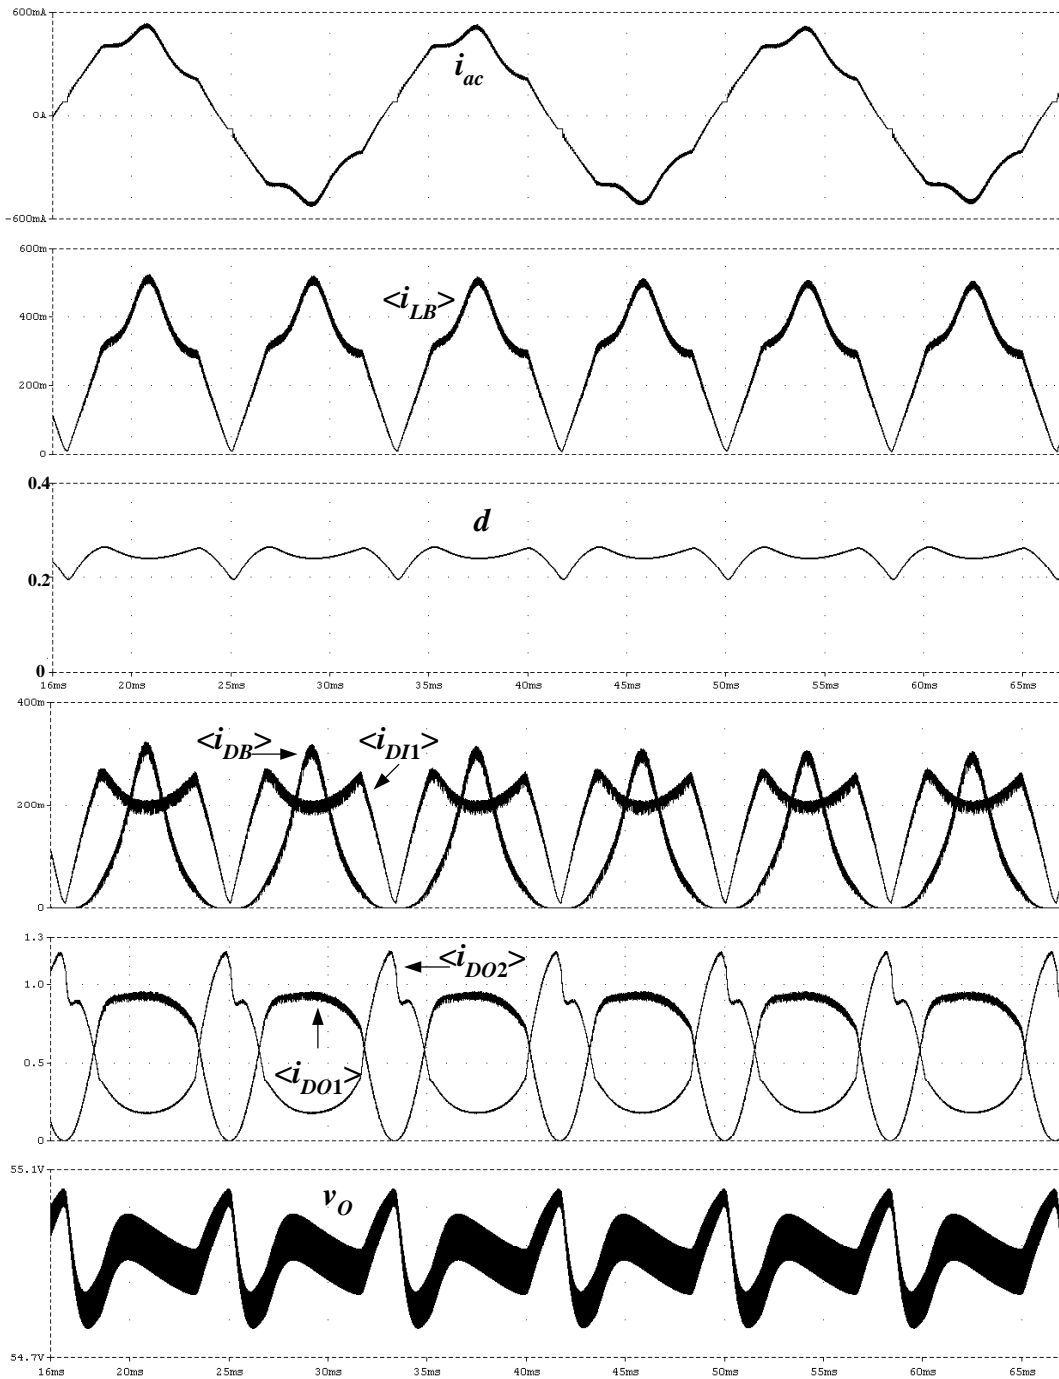 600mA
i_ac
0A
-600mA
600m
<i_LB>
400m
200m
0
0.4
d
0.2
0
16ms 20ms 25ms 30ms 35ms 40ms 45ms 50ms 55ms 60ms 65ms
400m
<i_DB> <i_DI1>
200m
0
1.3
<i_DO2>
1.0
0.5
<i_DO1>
0
55.1V
v_O
54.7V
16ms 20ms 25ms 30ms 35ms 40ms 45ms 50ms 55ms 60ms 65ms